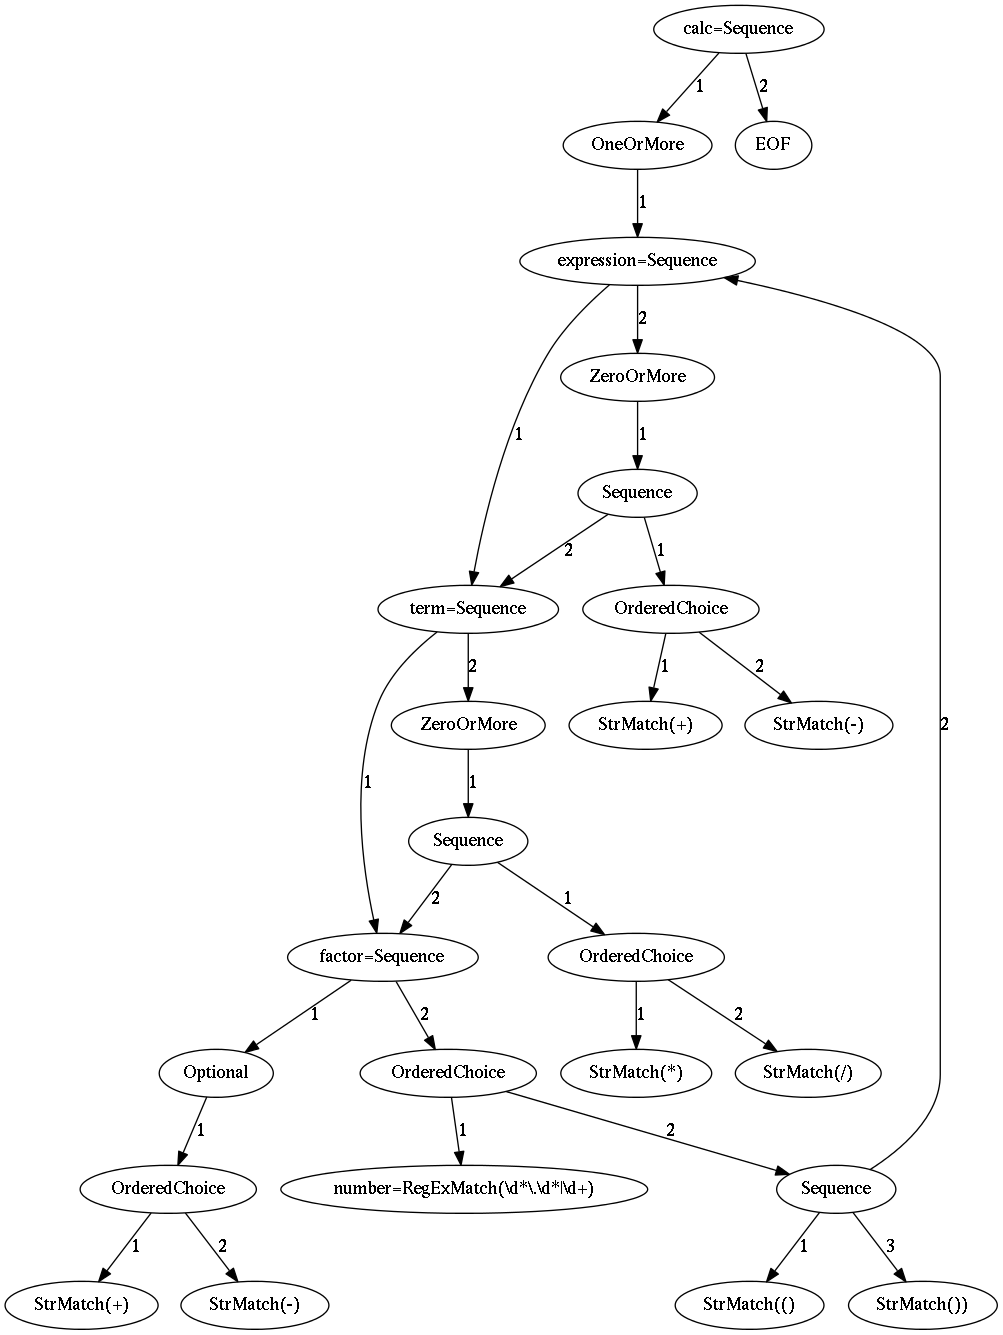 calc=Sequence
1
2
OneOrMore
EOF
1
expression=Sequence
2
ZeroOrMore
1
1
Sequence
2
1
term=Sequence
OrderedChoice
2
1
2
ZeroOrMore
StrMatch(+)
StrMatch(-)
2
1
1
Sequence
2
1
factor=Sequence
OrderedChoice
1
2
1
2
Optional
OrderedChoice
StrMatch(*)
StrMatch(/)
1
1
2
OrderedChoice
number=RegExMatch(\d*\.\d*|\d+)
Sequence
1
2
1
3
StrMatch(+)
StrMatch(-)
StrMatch(()
StrMatch())